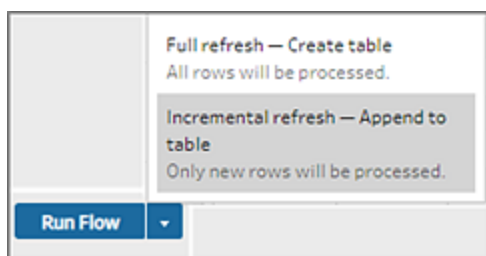 Full refresh — Create table
All rows will be processed.
Incremental refresh — Append to
table
Only new rows will be processed.
Run Flow